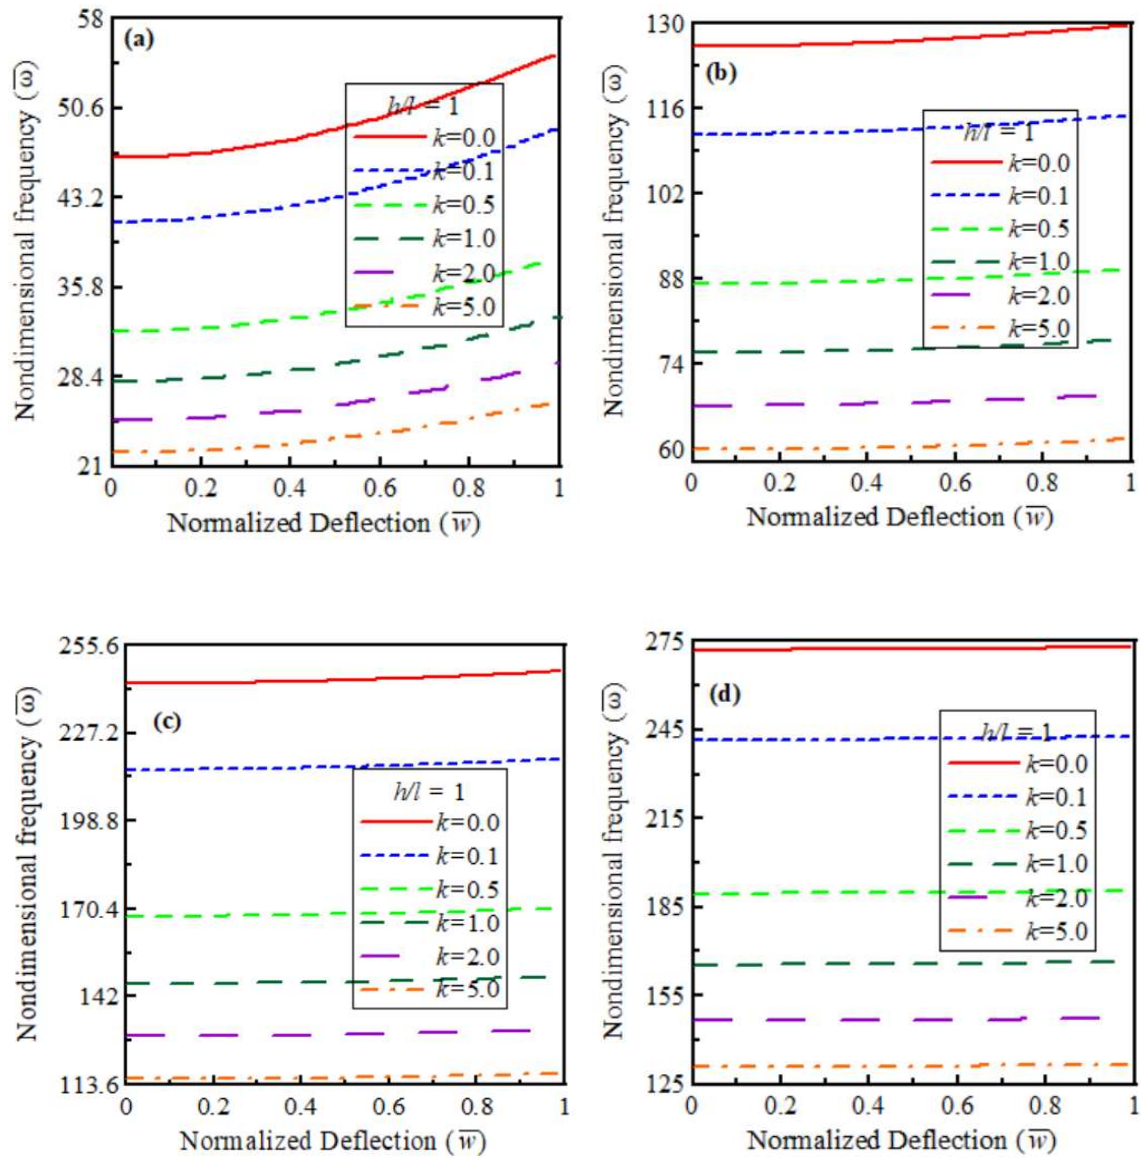 (a)
Nondimensional frequency (ω̅)
58
50.6
43.2
35.8
28.4
21
h/l = 1
k=0.0
k=0.1
k=0.5
k=1.0
k=2.0
k=5.0
0 0.2 0.4 0.6 0.8 1
Normalized Deflection (w̅)
(b)
Nondimensional frequency (ω̅)
130
116
102
88
74
60
h/l = 1
k=0.0
k=0.1
k=0.5
k=1.0
k=2.0
k=5.0
0 0.2 0.4 0.6 0.8 1
Normalized Deflection (w̅)
(c)
Nondimensional frequency (ω̅)
255.6
227.2
198.8
170.4
142
113.6
h/l = 1
k=0.0
k=0.1
k=0.5
k=1.0
k=2.0
k=5.0
0 0.2 0.4 0.6 0.8 1
Normalized Deflection (w̅)
(d)
Nondimensional frequency (ω̅)
275
245
215
185
155
125
h/l = 1
k=0.0
k=0.1
k=0.5
k=1.0
k=2.0
k=5.0
0 0.2 0.4 0.6 0.8 1
Normalized Deflection (w̅)